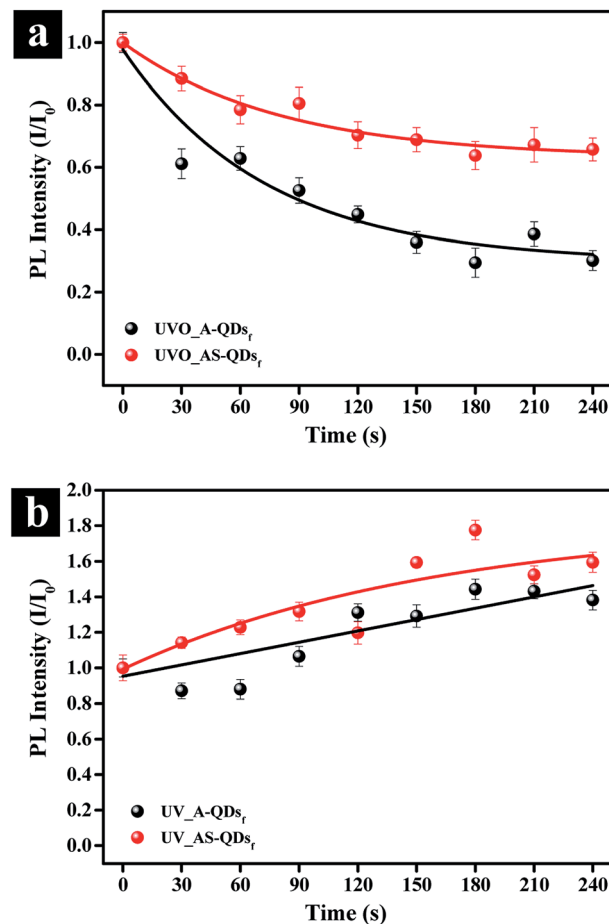 a
PL Intensity (I/I₀)
1.0
0.8
0.6
0.4
0.2
0.0
UVO_A-QDsf
UVO_AS-QDsf
0 30 60 90 120 150 180 210 240
Time (s)
b
PL Intensity (I/I₀)
2.0
1.8
1.6
1.4
1.2
1.0
0.8
0.6
0.4
0.2
0.0
UV_A-QDsf
UV_AS-QDsf
0 30 60 90 120 150 180 210 240
Time (s)